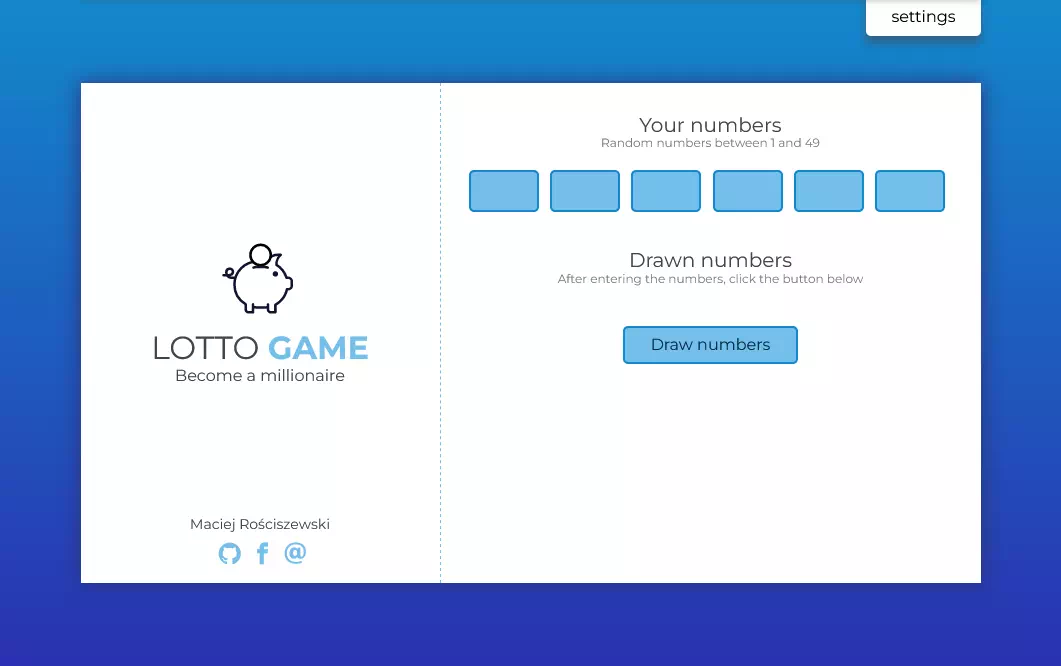 settings
Your numbers
Random numbers between 1 and 49
Drawn numbers
After entering the numbers, click the button below
Draw numbers
LOTTO GAME
Become a millionaire
Maciej Rościszewski